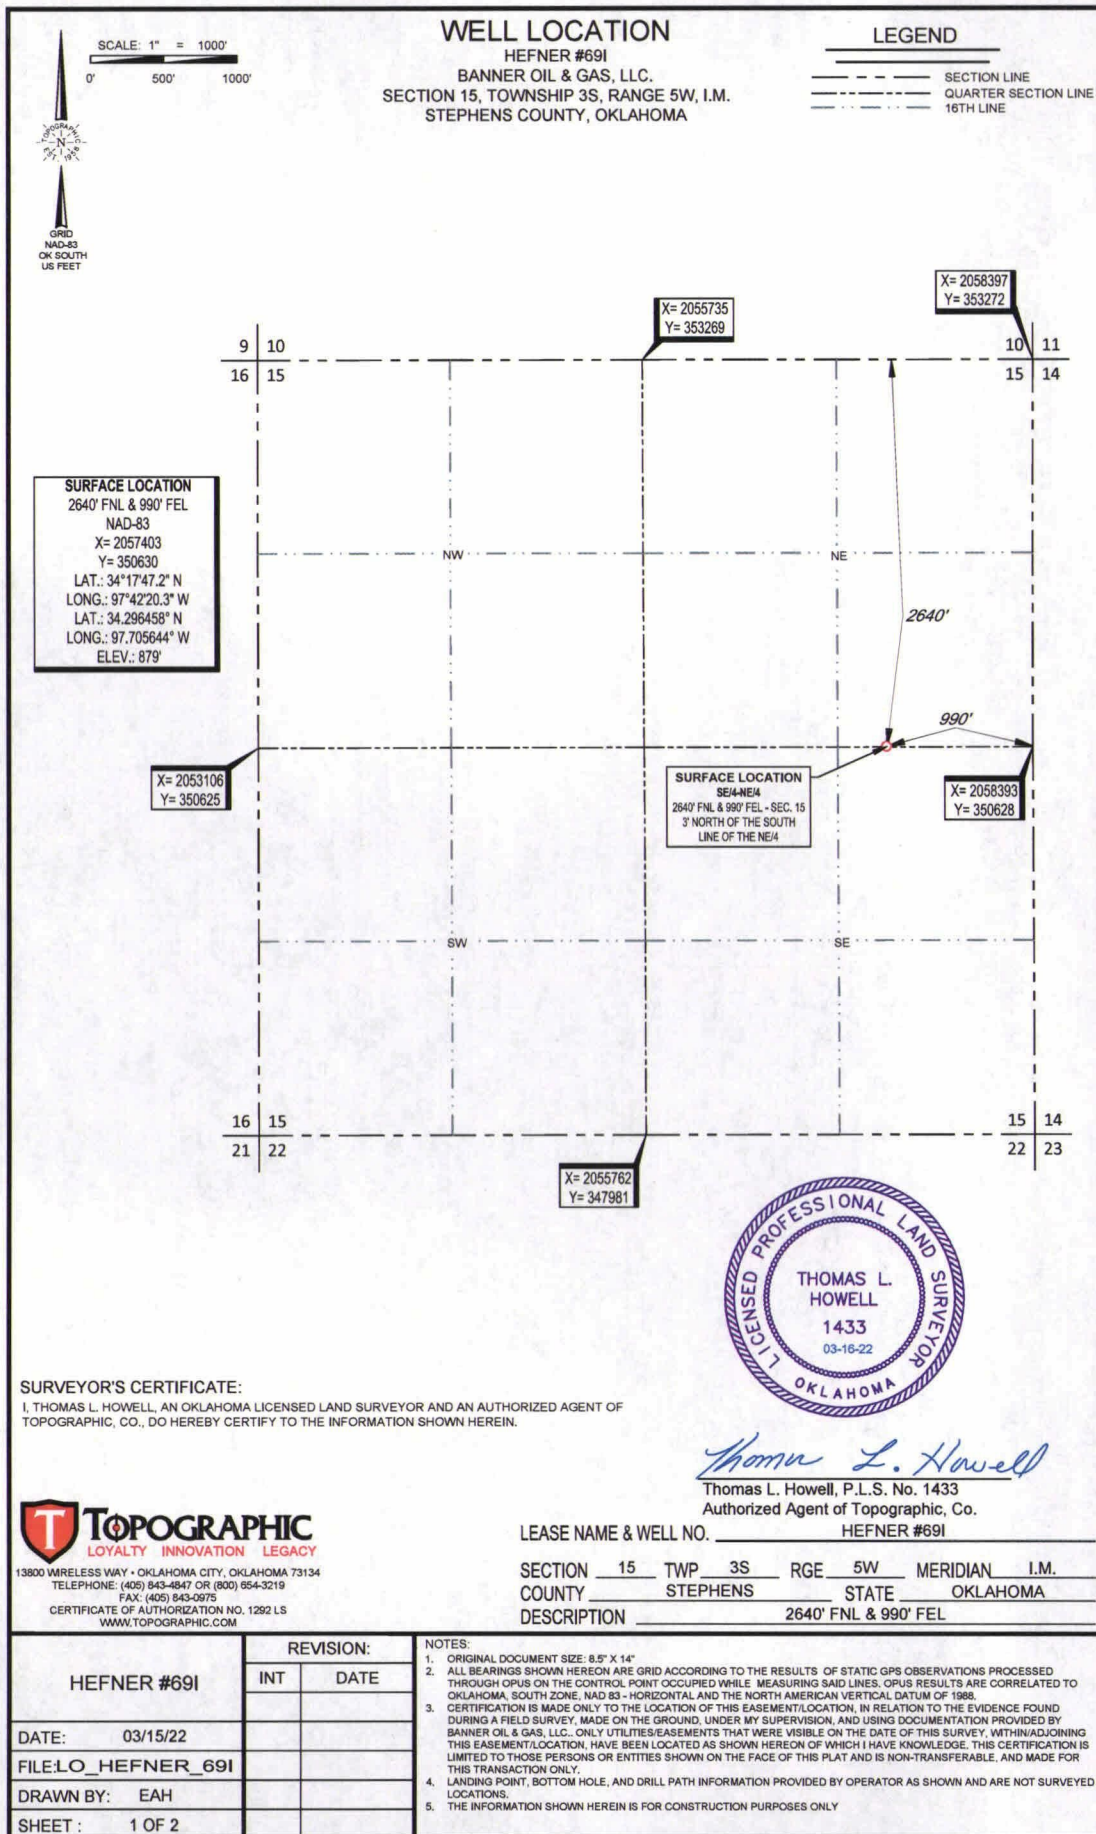 WELL LOCATION
HEFNER #69I
BANNER OIL & GAS, LLC.
SECTION 15, TOWNSHIP 3S, RANGE 5W, I.M.
STEPHENS COUNTY, OKLAHOMA
SCALE: 1" = 1000'
0' 500' 1000'
LEGEND
SECTION LINE
QUARTER SECTION LINE
16TH LINE
TOPOGRAPHIC
N
EST. 1958
GRID
NAD-83
OK SOUTH
US FEET
X= 2058397
Y= 353272
X= 2055735
Y= 353269
9 10
16 15
10 11
15 14
SURFACE LOCATION
2640' FNL & 990' FEL
NAD-83
X= 2057403
Y= 350630
LAT.: 34°17'47.2" N
LONG.: 97°42'20.3" W
LAT.: 34.296458° N
LONG.: 97.705644° W
ELEV.: 879'
NW
NE
2640'
990'
X= 2053106
Y= 350625
SURFACE LOCATION
SE/4-NE/4
2640' FNL & 990' FEL - SEC. 15
3' NORTH OF THE SOUTH
LINE OF THE NE/4
X= 2058393
Y= 350628
SW
SE
16 15
21 22
15 14
22 23
X= 2055762
Y= 347981
LICENSED PROFESSIONAL LAND SURVEYOR
THOMAS L.
HOWELL
1433
03-16-22
OKLAHOMA
SURVEYOR'S CERTIFICATE:
I, THOMAS L. HOWELL, AN OKLAHOMA LICENSED LAND SURVEYOR AND AN AUTHORIZED AGENT OF
TOPOGRAPHIC, CO., DO HEREBY CERTIFY TO THE INFORMATION SHOWN HEREIN.
Thomas L. Howell
Thomas L. Howell, P.L.S. No. 1433
Authorized Agent of Topographic, Co.
T TOPOGRAPHIC
LOYALTY INNOVATION LEGACY
13800 WIRELESS WAY • OKLAHOMA CITY, OKLAHOMA 73134
TELEPHONE: (405) 843-4847 OR (800) 654-3219
FAX: (405) 843-0975
CERTIFICATE OF AUTHORIZATION NO. 1292 LS
WWW.TOPOGRAPHIC.COM
LEASE NAME & WELL NO. HEFNER #69I
SECTION 15 TWP 3S RGE 5W MERIDIAN I.M.
COUNTY STEPHENS STATE OKLAHOMA
DESCRIPTION 2640' FNL & 990' FEL
HEFNER #69I
REVISION:
INT DATE
DATE: 03/15/22
FILE:LO_HEFNER_69I
DRAWN BY: EAH
SHEET : 1 OF 2
NOTES:
1. ORIGINAL DOCUMENT SIZE: 8.5" X 14"
2. ALL BEARINGS SHOWN HEREON ARE GRID ACCORDING TO THE RESULTS OF STATIC GPS OBSERVATIONS PROCESSED
THROUGH OPUS ON THE CONTROL POINT OCCUPIED WHILE MEASURING SAID LINES. OPUS RESULTS ARE CORRELATED TO
OKLAHOMA, SOUTH ZONE, NAD 83 - HORIZONTAL AND THE NORTH AMERICAN VERTICAL DATUM OF 1988.
3. CERTIFICATION IS MADE ONLY TO THE LOCATION OF THIS EASEMENT/LOCATION, IN RELATION TO THE EVIDENCE FOUND
DURING A FIELD SURVEY, MADE ON THE GROUND, UNDER MY SUPERVISION, AND USING DOCUMENTATION PROVIDED BY
BANNER OIL & GAS, LLC.. ONLY UTILITIES/EASEMENTS THAT WERE VISIBLE ON THE DATE OF THIS SURVEY, WITHIN/ADJOINING
THIS EASEMENT/LOCATION, HAVE BEEN LOCATED AS SHOWN HEREON OF WHICH I HAVE KNOWLEDGE. THIS CERTIFICATION IS
LIMITED TO THOSE PERSONS OR ENTITIES SHOWN ON THE FACE OF THIS PLAT AND IS NON-TRANSFERABLE, AND MADE FOR
THIS TRANSACTION ONLY.
4. LANDING POINT, BOTTOM HOLE, AND DRILL PATH INFORMATION PROVIDED BY OPERATOR AS SHOWN AND ARE NOT SURVEYED
LOCATIONS.
5. THE INFORMATION SHOWN HEREIN IS FOR CONSTRUCTION PURPOSES ONLY